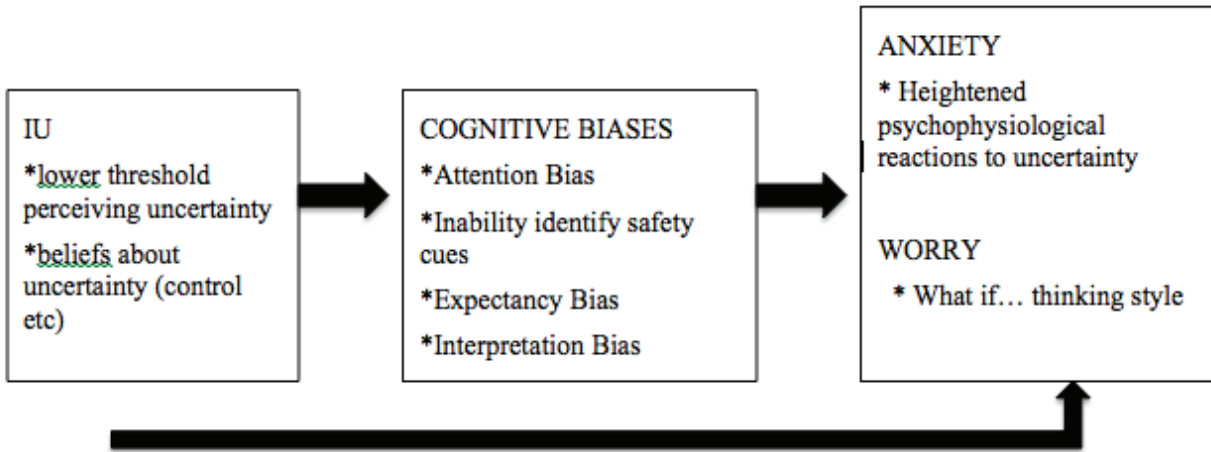 IU
*lower threshold
perceiving uncertainty
*beliefs about
uncertainty (control
etc)
COGNITIVE BIASES
*Attention Bias
*Inability identify safety
cues
*Expectancy Bias
*Interpretation Bias
ANXIETY
* Heightened
psychophysiological
reactions to uncertainty
WORRY
* What if… thinking style